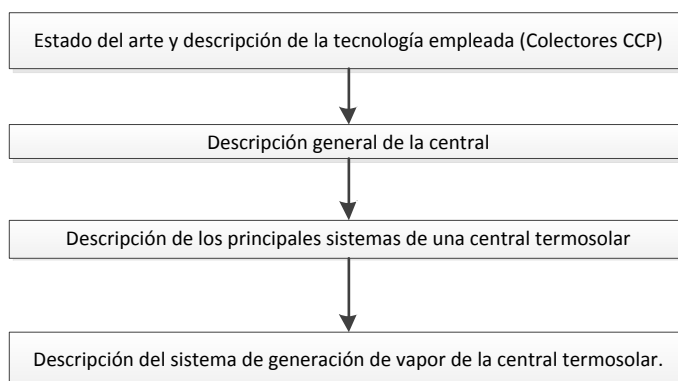 Estado del arte y descripción de la tecnología empleada (Colectores CCP)
Descripción general de la central
Descripción de los principales sistemas de una central termosolar
Descripción del sistema de generación de vapor de la central termosolar.